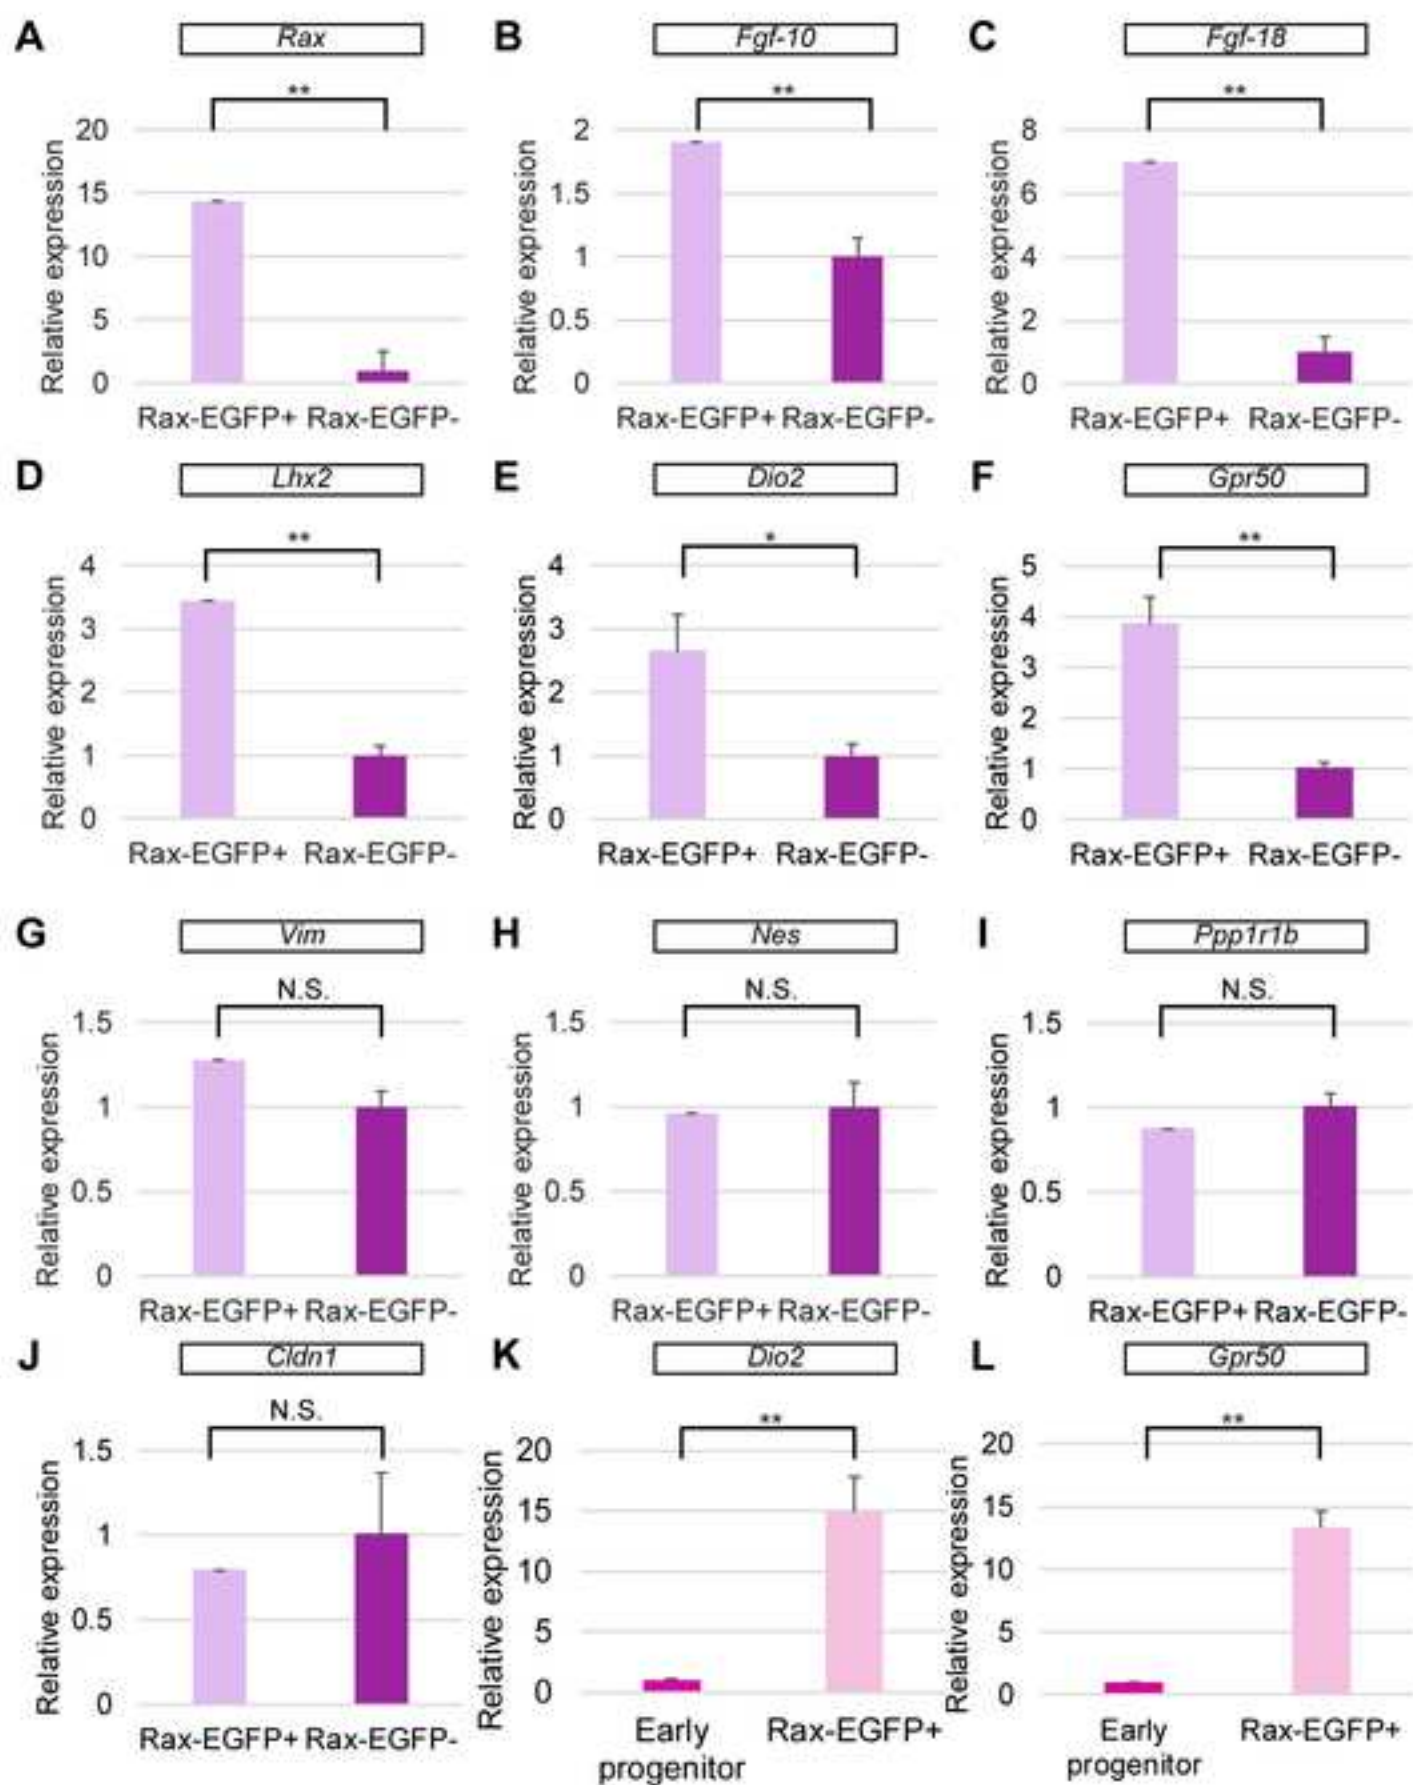 A Rax B Fgf-10 C Fgf-18
** ** **
Relative expression 20 15 10 5 0 Rax-EGFP+ Rax-EGFP-
Relative expression 2 1.5 1 0.5 0 Rax-EGFP+ Rax-EGFP-
Relative expression 8 6 4 2 0 Rax-EGFP+ Rax-EGFP-
D Lhx2 E Dio2 F Gpr50
** * **
Relative expression 4 3 2 1 0 Rax-EGFP+ Rax-EGFP-
Relative expression 4 3 2 1 0 Rax-EGFP+ Rax-EGFP-
Relative expression 5 4 3 2 1 0 Rax-EGFP+ Rax-EGFP-
G Vim H Nes I Ppp1r1b
N.S. N.S. N.S.
Relative expression 1.5 1 0.5 0 Rax-EGFP+ Rax-EGFP-
Relative expression 1.5 1 0.5 0 Rax-EGFP+ Rax-EGFP-
Relative expression 1.5 1 0.5 0 Rax-EGFP+ Rax-EGFP-
J Cldn1 K Dio2 L Gpr50
N.S. ** **
Relative expression 1.5 1 0.5 0 Rax-EGFP+ Rax-EGFP-
Relative expression 20 15 10 5 0 Early progenitor Rax-EGFP+
Relative expression 20 15 10 5 0 Early progenitor Rax-EGFP+